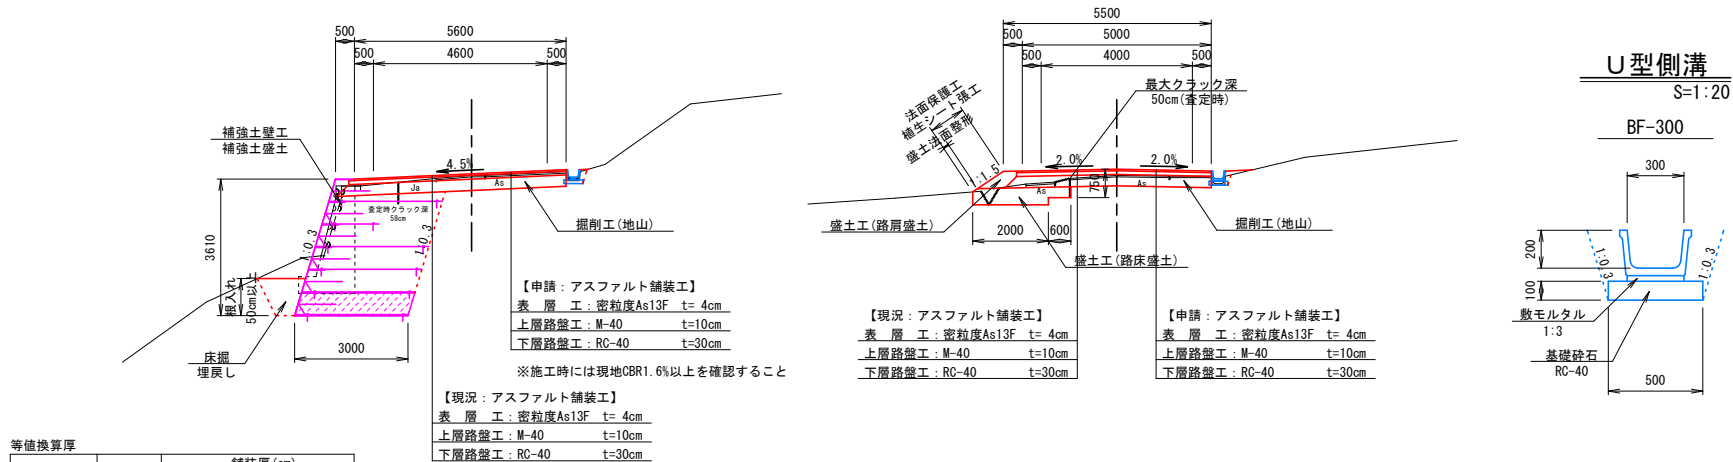 500
5600
500
4600
500
補強土壁工
補強土盛土
4.5%
Ja
As
査定時クラック深
58cm
掘削工(地山)
3610
1:0.3
1:0.3
根入れ
50cm以上
床掘
埋戻し
3000
【申請：アスファルト舗装工】
表 層 工：密粒度As13F t= 4cm
上層路盤工：M-40 t=10cm
下層路盤工：RC-40 t=30cm
※施工時には現地CBR1.6%以上を確認すること
【現況：アスファルト舗装工】
表 層 工：密粒度As13F t= 4cm
上層路盤工：M-40 t=10cm
下層路盤工：RC-40 t=30cm
等値換算厚
舗装厚(cm)
5500
500
5000
500
4000
500
最大クラック深
50cm(査定時)
法面保護工
植生シート張工
盛土法面整形
1:1.5
2.0%
2.0%
As
As
750
盛土工(路肩盛土)
2000
600
掘削工(地山)
盛土工(路床盛土)
【現況：アスファルト舗装工】
表 層 工：密粒度As13F t= 4cm
上層路盤工：M-40 t=10cm
下層路盤工：RC-40 t=30cm
【申請：アスファルト舗装工】
表 層 工：密粒度As13F t= 4cm
上層路盤工：M-40 t=10cm
下層路盤工：RC-40 t=30cm
U型側溝
S=1:20
BF-300
300
200
100
1:0.3
1:0.3
敷モルタル
1:3
基礎砕石
RC-40
500